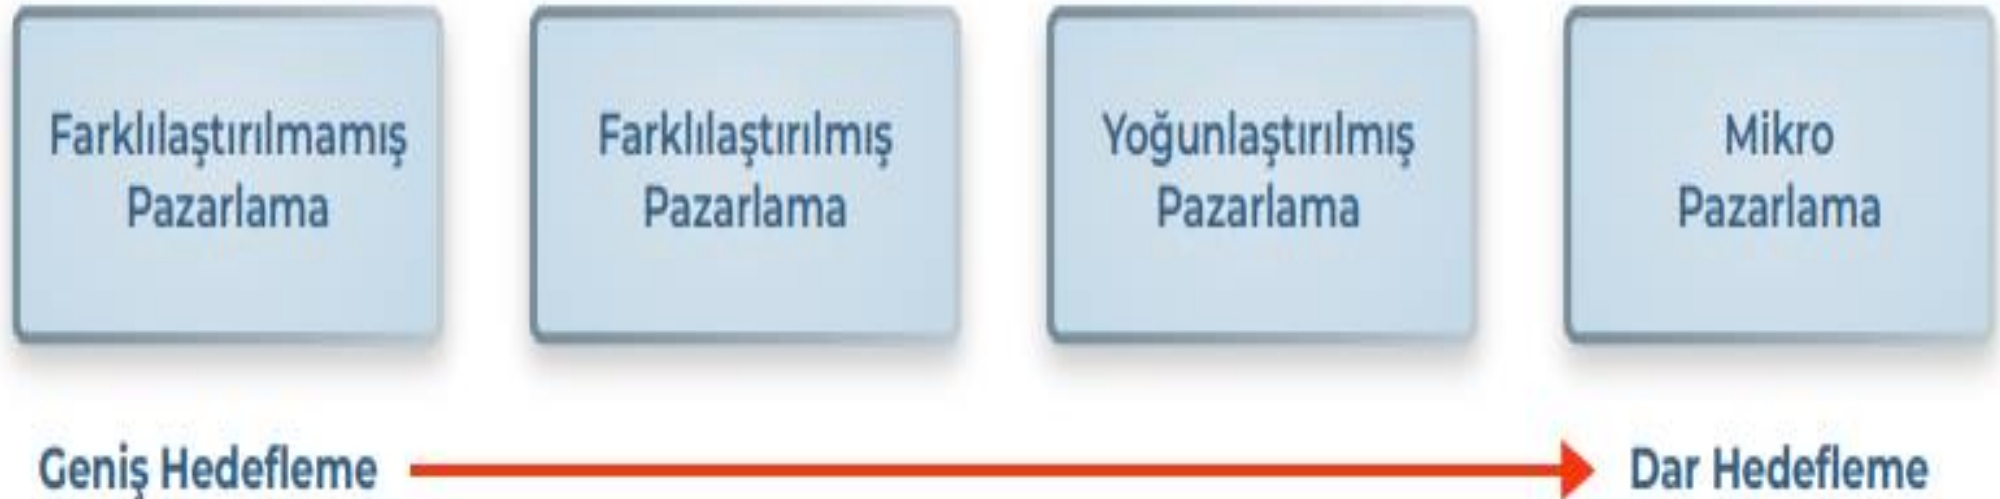 Farklılaştırılmamış
Pazarlama
Farklılaştırılmış
Pazarlama
Yoğunlaştırılmış
Pazarlama
Mikro
Pazarlama
Geniş Hedefleme
Dar Hedefleme